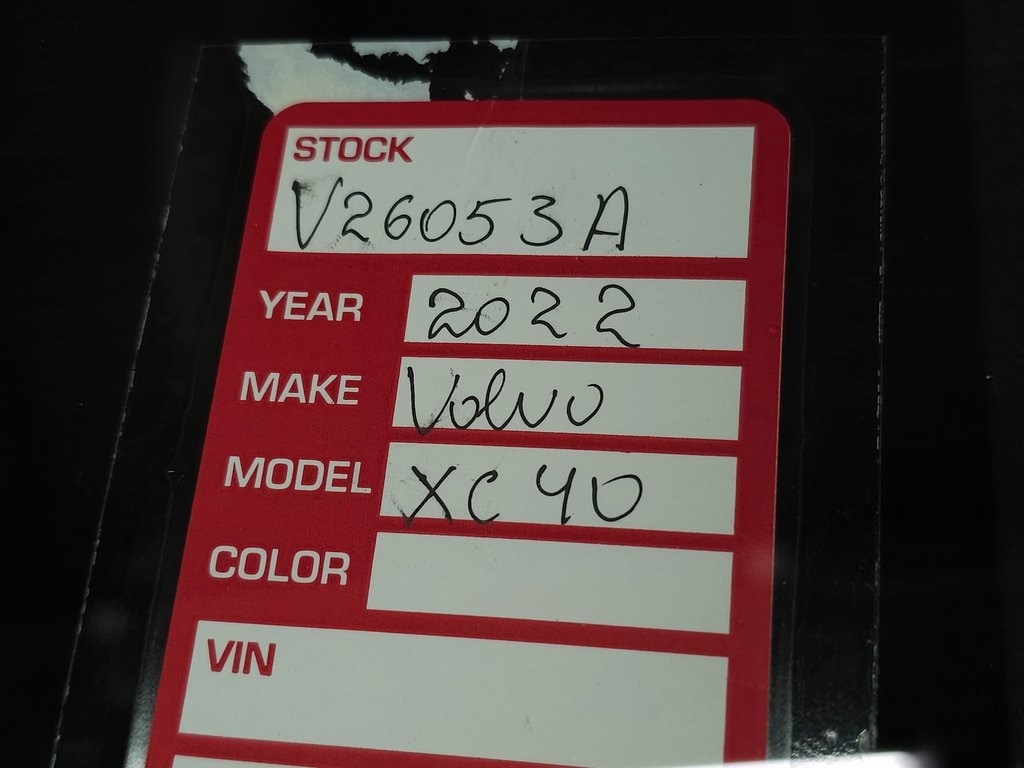 STOCK
V26053A
YEAR 2022
MAKE Volvo
MODEL XC40
COLOR
VIN